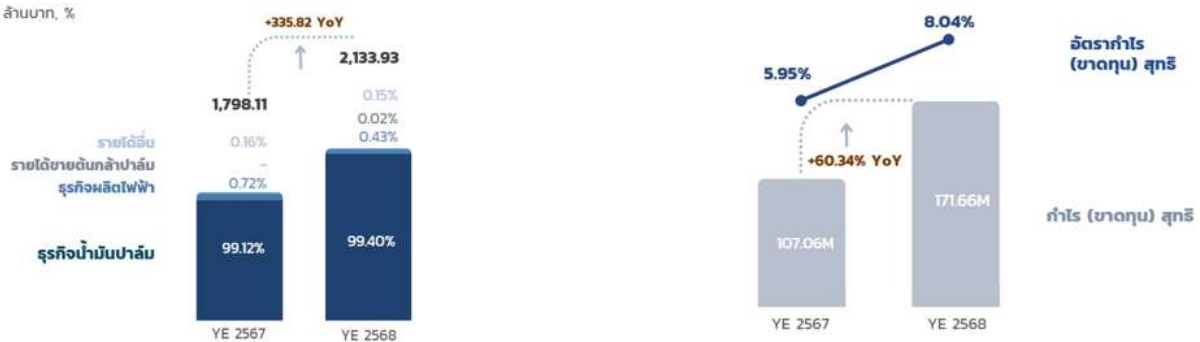 ล้านบาท, %
+335.82 YoY
2,133.93
1,798.11
0.15%
0.02%
0.43%
รายได้อื่น
0.16%
รายได้ขายต้นกล้าปาล์ม
–
ธุรกิจผลิตไฟฟ้า
0.72%
ธุรกิจน้ำมันปาล์ม
99.12%
99.40%
YE 2567
YE 2568
8.04%
5.95%
อัตรากำไร
(ขาดทุน) สุทธิ
+60.34% YoY
171.66M
107.06M
กำไร (ขาดทุน) สุทธิ
YE 2567
YE 2568